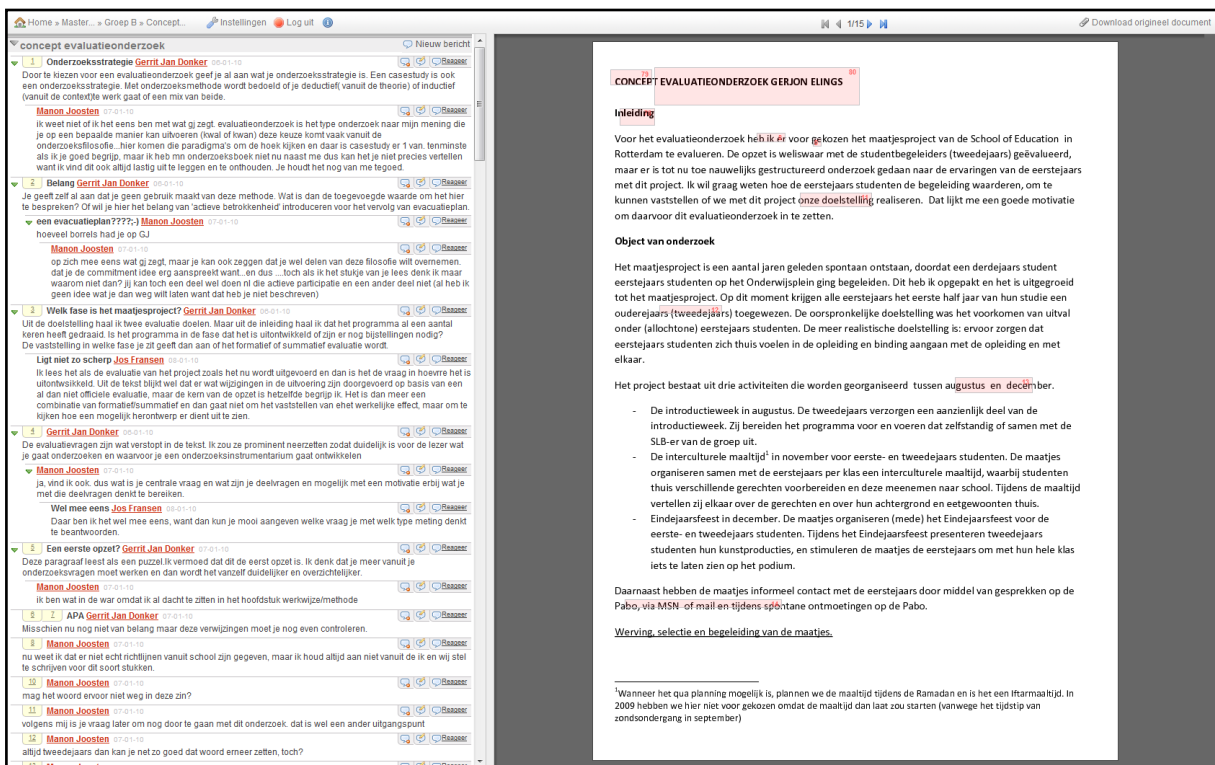 Home » Master... » Groep B » Concept... Instellingen Log uit
1/15
Download origineel document
concept evaluatieonderzoek Nieuw bericht
1 Onderzoeksstrategie Gerrit Jan Donker 06-01-10 Reageer
Door te kiezen voor een evaluatieonderzoek geef je al aan wat je onderzoeksstrategie is. Een casestudy is ook
een onderzoeksstrategie. Met onderzoeksmethode wordt bedoeld of je deductief( vanuit de theorie) of inductief
(vanuit de context)te werk gaat of een mix van beide.
Manon Joosten 07-01-10 Reageer
ik weet niet of ik het eens ben met wat gj zegt. evaluatieonderzoek is het type onderzoek naar mijn mening die
je op een bepaalde manier kan uitvoeren (kwal of kwan) deze keuze komt vaak vanuit de
onderzoeksfilosofie...hier komen die paradigma's om de hoek kijken en daar is casestudy er 1 van. tenminste
als ik je goed begrijp, maar ik heb mn onderzoeksboek niet nu naast me dus kan het je niet precies vertellen
want ik vind dit ook altijd lastig uit te leggen en te onthouden. Je houdt het nog van me tegoed.
2 Belang Gerrit Jan Donker 06-01-10 Reageer
Je geeft zelf al aan dat je geen gebruik maakt van deze methode. Wat is dan de toegevoegde waarde om het hier
te bespreken? Of wil je hier het belang van 'actieve betrokkenheid' introduceren voor het vervolg van evacuatieplan.
een evacuatieplan????;-) Manon Joosten 07-01-10 Reageer
hoeveel borrels had je op GJ
Manon Joosten 07-01-10 Reageer
op zich mee eens wat gj zegt, maar je kan ook zeggen dat je wel delen van deze filosofie wilt overnemen.
dat je de commitment idee erg aanspreekt want...en dus ....toch als ik het stukje van je lees denk ik maar
waarom niet dan? jij kan toch een deel wel doen nl die actieve participatie en een ander deel niet (al heb ik
geen idee wat je dan weg wilt laten want dat heb je niet beschreven)
3 Welk fase is het maatjesproject? Gerrit Jan Donker 06-01-10 Reageer
Uit de doelstelling haal ik twee evaluatie doelen. Maar uit de inleiding haal ik dat het programma al een aantal
keren heeft gedraaid. Is het programma in de fase dat het is uitontwikkeld of zijn er nog bijstellingen nodig?
De vaststelling in welke fase je zit geeft dan aan of het formatief of summatief evaluatie wordt.
Ligt niet zo scherp Jos Fransen 08-01-10 Reageer
Ik lees het als de evaluatie van het project zoals het nu wordt uitgevoerd en dan is het de vraag in hoevrre het is
uitontswikkeld. Uit de tekst blijkt wel dat er wat wijzigingen in de uitvoering zijn doorgevoerd op basis van een
al dan niet officiele evaluatie, maar de kern van de opzet is hetzelfde begrijp ik. Het is dan meer een
combinatie van formatief/summatief en dan gaat niet om het vaststellen van ehet werkelijke effect, maar om te
kijken hoe een mogelijk herontwerp er dient uit te zien.
4 Gerrit Jan Donker 06-01-10 Reageer
De evaluatievragen zijn wat verstopt in de tekst. Ik zou ze prominent neerzetten zodat duidelijk is voor de lezer wat
je gaat onderzoeken en waarvoor je een onderzoeksinstrumentarium gaat ontwikkelen
Manon Joosten 07-01-10 Reageer
ja, vind ik ook. dus wat is je centrale vraag en wat zijn je deelvragen en mogelijk met een motivatie erbij wat je
met die deelvragen denkt te bereiken.
Wel mee eens Jos Fransen 08-01-10 Reageer
Daar ben ik het wel mee eens, want dan kun je mooi aangeven welke vraag je met welk type meting denkt
te beantwoorden.
5 Een eerste opzet? Gerrit Jan Donker 07-01-10 Reageer
Deze paragraaf leest als een puzzel.Ik vermoed dat dit de eerst opzet is. Ik denk dat je meer vanuit je
onderzoeksvragen moet werken en dan wordt het vanzelf duidelijker en overzichtelijker.
Manon Joosten 07-01-10 Reageer
ik ben wat in de war omdat ik al dacht te zitten in het hoofdstuk werkwijze/methode
6 7 APA Gerrit Jan Donker 07-01-10 Reageer
Misschien nu nog niet van belang maar deze verwijzingen moet je nog even controleren.
8 Manon Joosten 07-01-10 Reageer
nu weet ik dat er niet echt richtlijnen vanuit school zijn gegeven, maar ik houd altijd aan niet vanuit de ik en wij stel
te schrijven voor dit soort stukken.
10 Manon Joosten 07-01-10 Reageer
mag het woord ervoor niet weg in deze zin?
11 Manon Joosten 07-01-10 Reageer
volgens mij is je vraag later om nog door te gaan met dit onderzoek. dat is wel een ander uitgangspunt
12 Manon Joosten 07-01-10 Reageer
altijd tweedejaars dan kan je net zo goed dat woord erneer zetten, toch?
CONCEPT EVALUATIEONDERZOEK GERJON ELINGS
Inleiding
Voor het evaluatieonderzoek heb ik er voor gekozen het maatjesproject van de School of Education in
Rotterdam te evalueren. De opzet is weliswaar met de studentbegeleiders (tweedejaars) geëvalueerd,
maar er is tot nu toe nauwelijks gestructureerd onderzoek gedaan naar de ervaringen van de eerstejaars
met dit project. Ik wil graag weten hoe de eerstejaars studenten de begeleiding waarderen, om te
kunnen vaststellen of we met dit project onze doelstelling realiseren. Dat lijkt me een goede motivatie
om daarvoor dit evaluatieonderzoek in te zetten.
Object van onderzoek
Het maatjesproject is een aantal jaren geleden spontaan ontstaan, doordat een derdejaars student
eerstejaars studenten op het Onderwijsplein ging begeleiden. Dit heb ik opgepakt en het is uitgegroeid
tot het maatjesproject. Op dit moment krijgen alle eerstejaars het eerste half jaar van hun studie een
ouderejaars (tweedejaars) toegewezen. De oorspronkelijke doelstelling was het voorkomen van uitval
onder (allochtone) eerstejaars studenten. De meer realistische doelstelling is: ervoor zorgen dat
eerstejaars studenten zich thuis voelen in de opleiding en binding aangaan met de opleiding en met
elkaar.
Het project bestaat uit drie activiteiten die worden georganiseerd tussen augustus en december.
- De introductieweek in augustus. De tweedejaars verzorgen een aanzienlijk deel van de
introductieweek. Zij bereiden het programma voor en voeren dat zelfstandig of samen met de
SLB-er van de groep uit.
- De interculturele maaltijd1 in november voor eerste- en tweedejaars studenten. De maatjes
organiseren samen met de eerstejaars per klas een interculturele maaltijd, waarbij studenten
thuis verschillende gerechten voorbereiden en deze meenemen naar school. Tijdens de maaltijd
vertellen zij elkaar over de gerechten en over hun achtergrond en eetgewoonten thuis.
- Eindejaarsfeest in december. De maatjes organiseren (mede) het Eindejaarsfeest voor de
eerste- en tweedejaars studenten. Tijdens het Eindejaarsfeest presenteren tweedejaars
studenten hun kunstproducties, en stimuleren de maatjes de eerstejaars om met hun hele klas
iets te laten zien op het podium.
Daarnaast hebben de maatjes informeel contact met de eerstejaars door middel van gesprekken op de
Pabo, via MSN of mail en tijdens spontane ontmoetingen op de Pabo.
Werving, selectie en begeleiding van de maatjes.
1Wanneer het qua planning mogelijk is, plannen we de maaltijd tijdens de Ramadan en is het een Iftarmaaltijd. In
2009 hebben we hier niet voor gekozen omdat de maaltijd dan laat zou starten (vanwege het tijdstip van
zondsondergang in september)